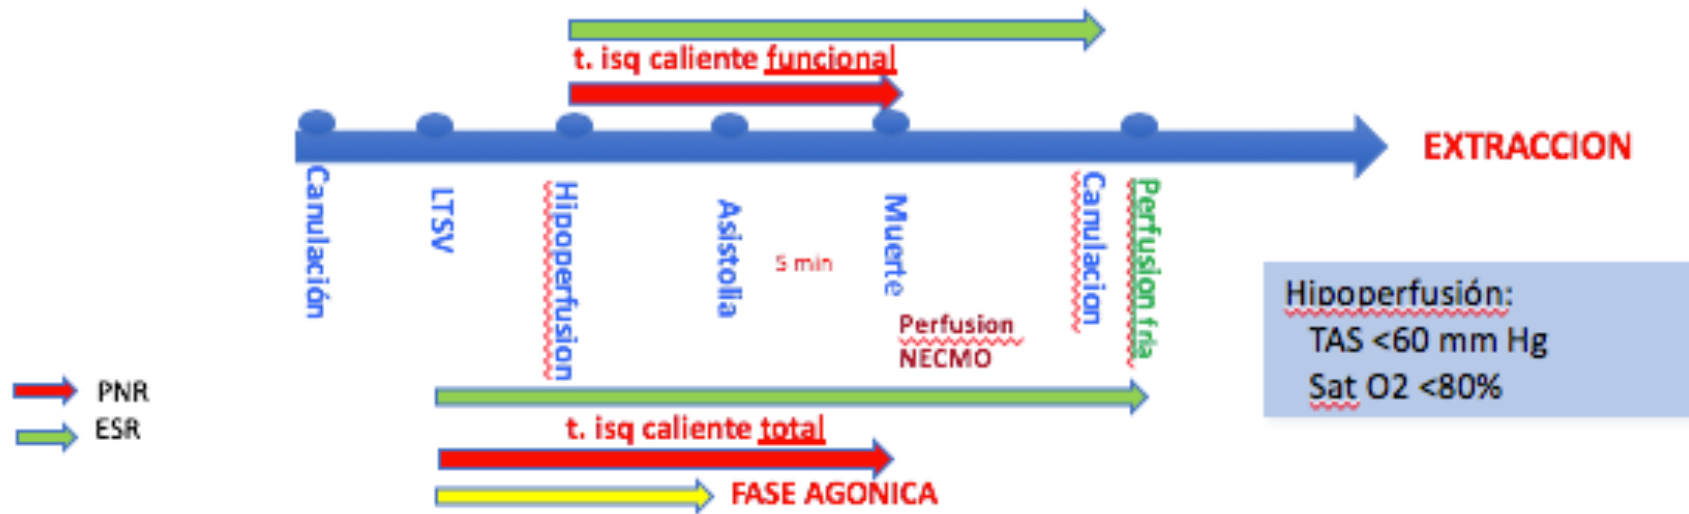 t. isq caliente funcional
EXTRACCION
Canulación
LTSV
Hipoperfusion
Asistolia
5 min
Muerte
Canulacion
Perfusion fria
Perfusion
NECMO
Hipoperfusión:
TAS <60 mm Hg
Sat O2 <80%
PNR
ESR
t. isq caliente total
FASE AGONICA